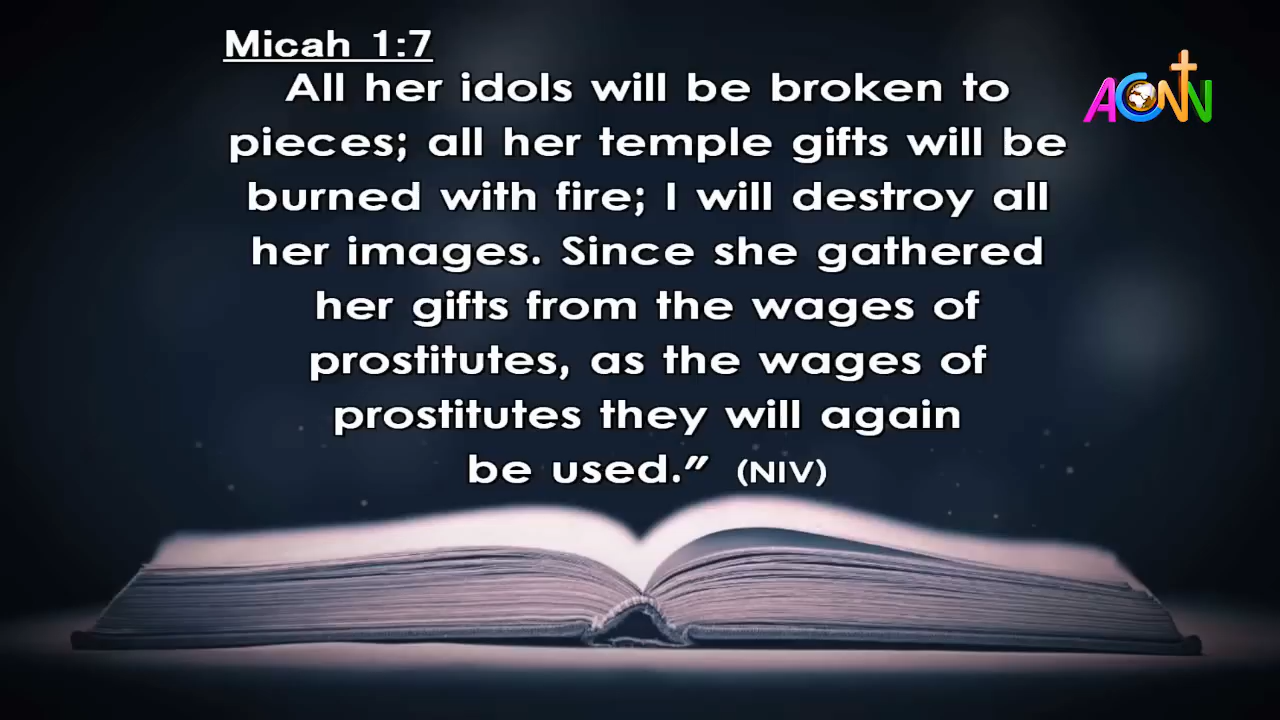 Micah 1:7
All her idols will be broken to
pieces; all her temple gifts will be
burned with fire; I will destroy all
her images. Since she gathered
her gifts from the wages of
prostitutes, as the wages of
prostitutes they will again
be used.” (NIV)
ACNN